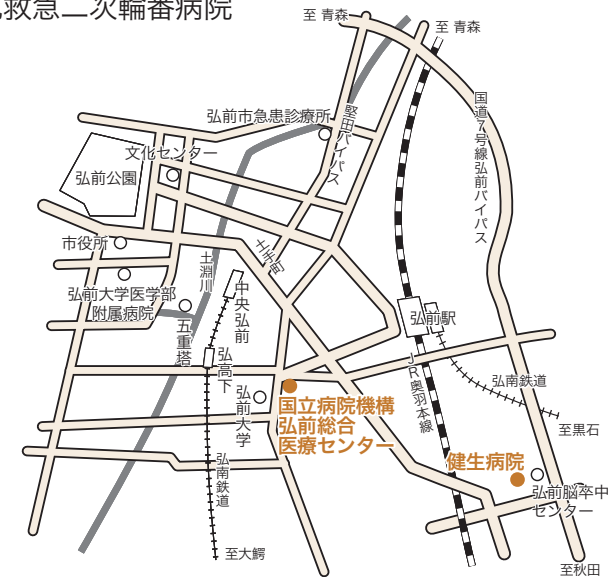 救急二次輪番病院
至 青森
至 青森
弘前市急患診療所
堅田バイパス
国道7号線弘前バイパス
文化センター
弘前公園
市役所
土手町
土淵川
弘前大学医学部
附属病院
中央弘前
五重塔
弘前駅
弘高下
弘前大学
JR奥羽本線
弘南鉄道
至黒石
国立病院機構
弘前総合
医療センター
健生病院
弘南鉄道
弘前脳卒中
センター
至大鰐
至秋田